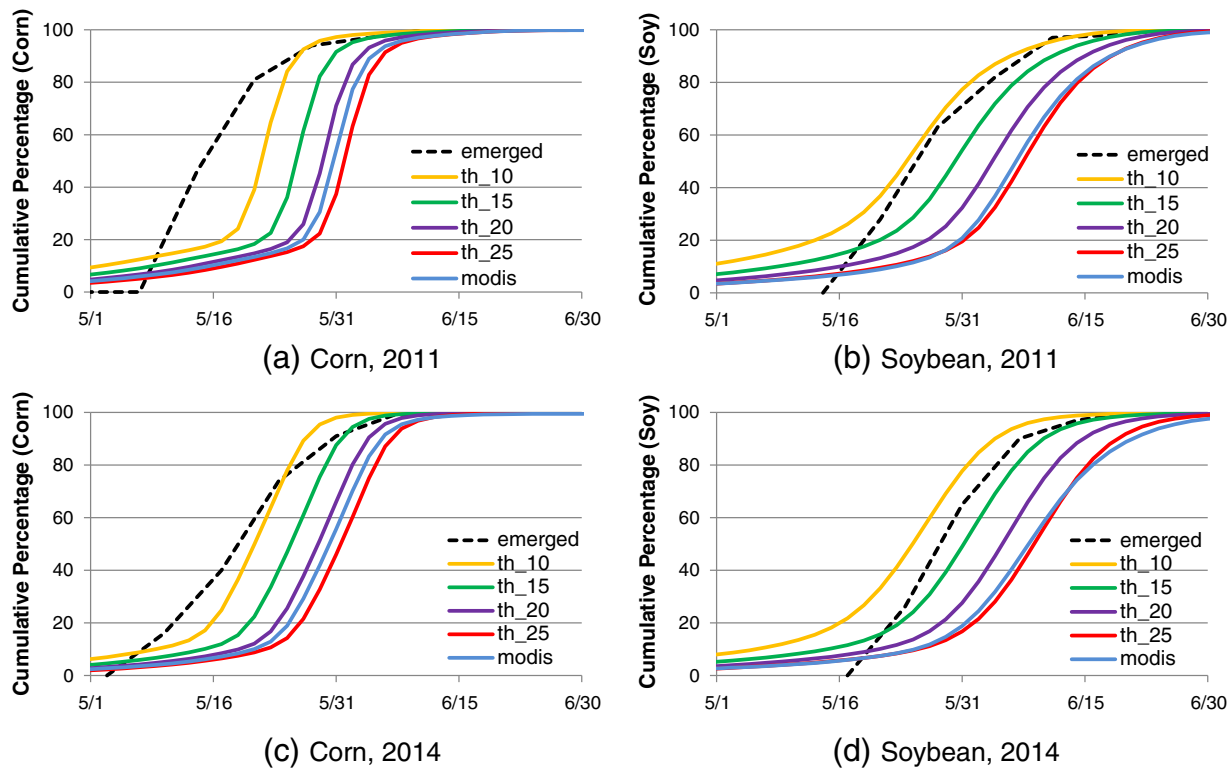 Cumulative Percentage (Corn)
100
80
60
40
20
0
5/1
5/16
5/31
6/15
6/30
emerged
th_10
th_15
th_20
th_25
modis
(a) Corn, 2011
Cumulative Percentage (Soy)
100
80
60
40
20
0
5/1
5/16
5/31
6/15
6/30
emerged
th_10
th_15
th_20
th_25
modis
(b) Soybean, 2011
Cumulative Percentage (Corn)
100
80
60
40
20
0
5/1
5/16
5/31
6/15
6/30
emerged
th_10
th_15
th_20
th_25
modis
(c) Corn, 2014
Cumulative Percentage (Soy)
100
80
60
40
20
0
5/1
5/16
5/31
6/15
6/30
emerged
th_10
th_15
th_20
th_25
modis
(d) Soybean, 2014